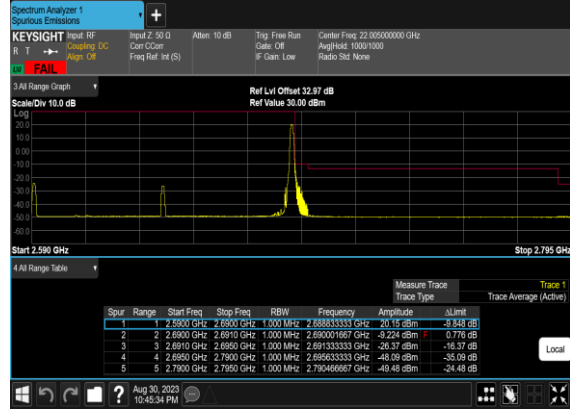 Spectrum Analyzer 1
Spurious Emissions
KEYSIGHT Input: RF Input Z: 50 Ω Atten: 10 dB Trig: Free Run Center Freq: 22.005000000 GHz
R T Coupling: DC Corr CCorr Gate: Off Avg|Hold: 1000/1000
Align: Off Freq Ref: Int (S) IF Gain: Low Radio Std: None
LW FAIL
3 All Range Graph
Ref Lvl Offset 32.97 dB
Scale/Div 10.0 dB Ref Value 30.00 dBm
Log
20.0
10.0
0.00
-10.0
-20.0
-30.0
-40.0
-50.0
-60.0
Start 2.590 GHz Stop 2.795 GHz
4 All Range Table
Measure Trace Trace 1
Trace Type Trace Average (Active)
Spur Range Start Freq Stop Freq RBW Frequency Amplitude ΔLimit
1 1 2.5900 GHz 2.6900 GHz 1.000 MHz 2.688833333 GHz 20.15 dBm -9.848 dB
2 2 2.6900 GHz 2.6910 GHz 1.000 MHz 2.690001667 GHz -9.224 dBm F 0.776 dB
3 3 2.6910 GHz 2.6950 GHz 1.000 MHz 2.691333333 GHz -26.37 dBm -16.37 dB
4 4 2.6950 GHz 2.7900 GHz 1.000 MHz 2.695633333 GHz -48.09 dBm -35.09 dB
5 5 2.7900 GHz 2.7950 GHz 1.000 MHz 2.790466667 GHz -49.48 dBm -24.48 dB
Local
? Aug 30, 2023
10:45:34 PM